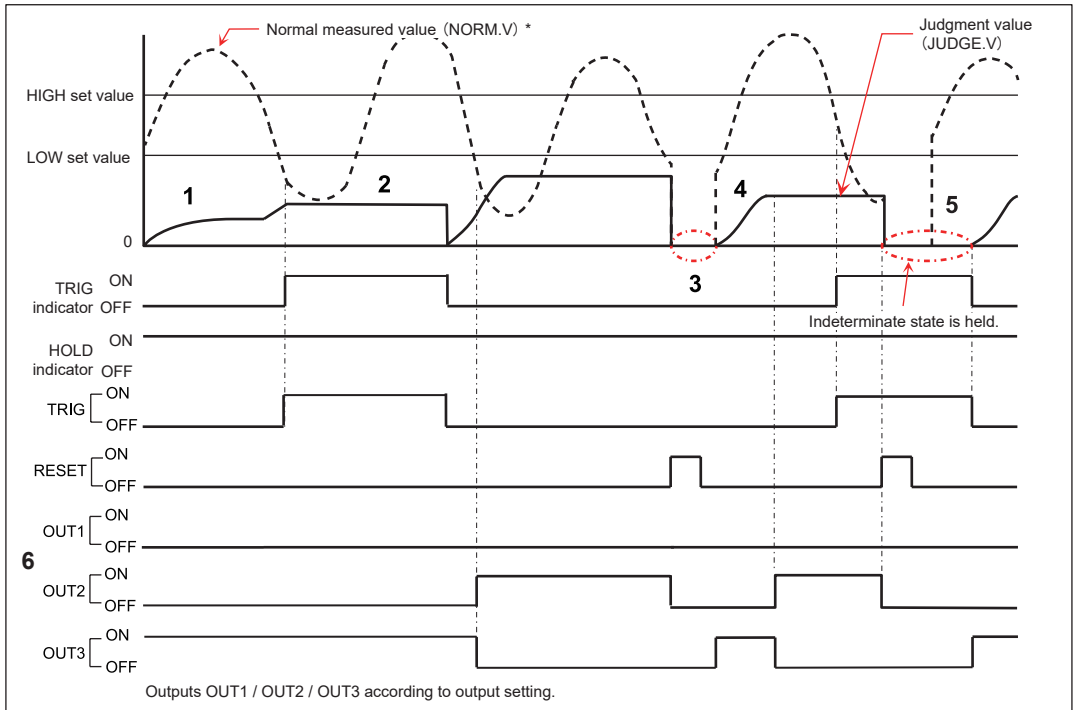 Normal measured value (NORM.V) *
Judgment value
(JUDGE.V)
HIGH set value
LOW set value
1
2
4
5
0
3
TRIG
indicator
ON
OFF
Indeterminate state is held.
HOLD
indicator
ON
OFF
TRIG
ON
OFF
RESET
ON
OFF
OUT1
ON
OFF
6
OUT2
ON
OFF
OUT3
ON
OFF
Outputs OUT1 / OUT2 / OUT3 according to output setting.